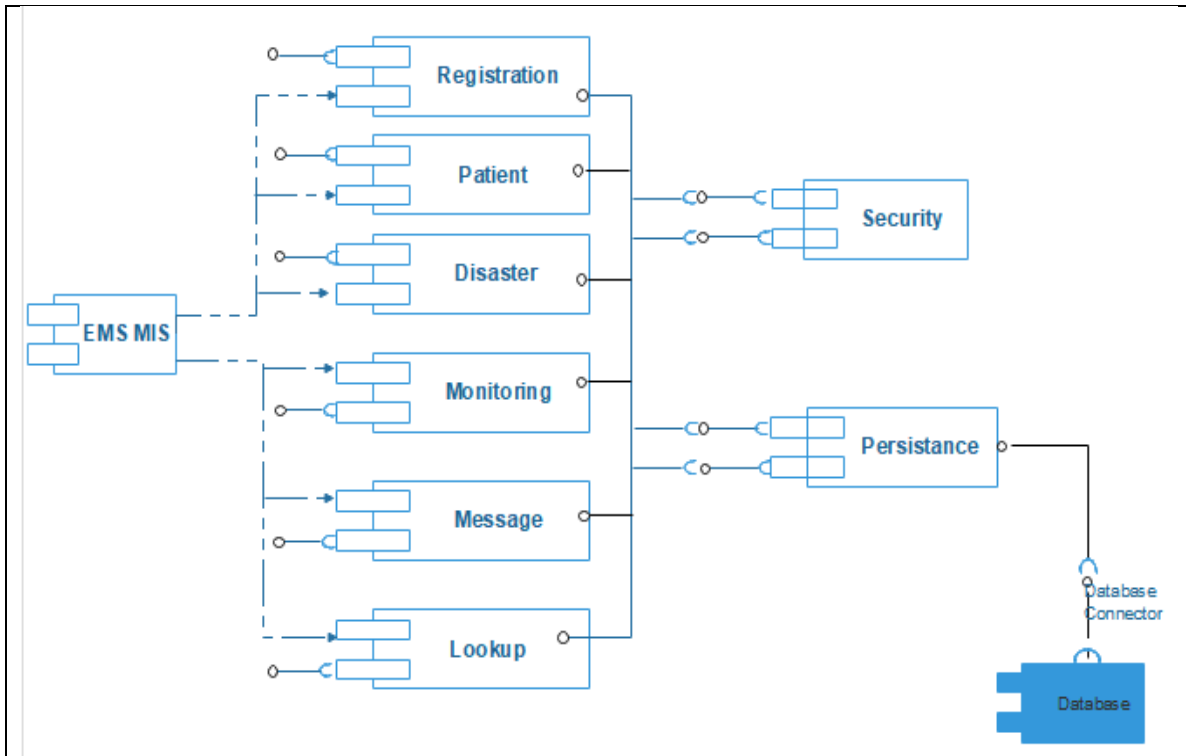 Registration
Patient
Security
Disaster
EMS MIS
Monitoring
Persistance
Message
Database
Connector
Lookup
Database